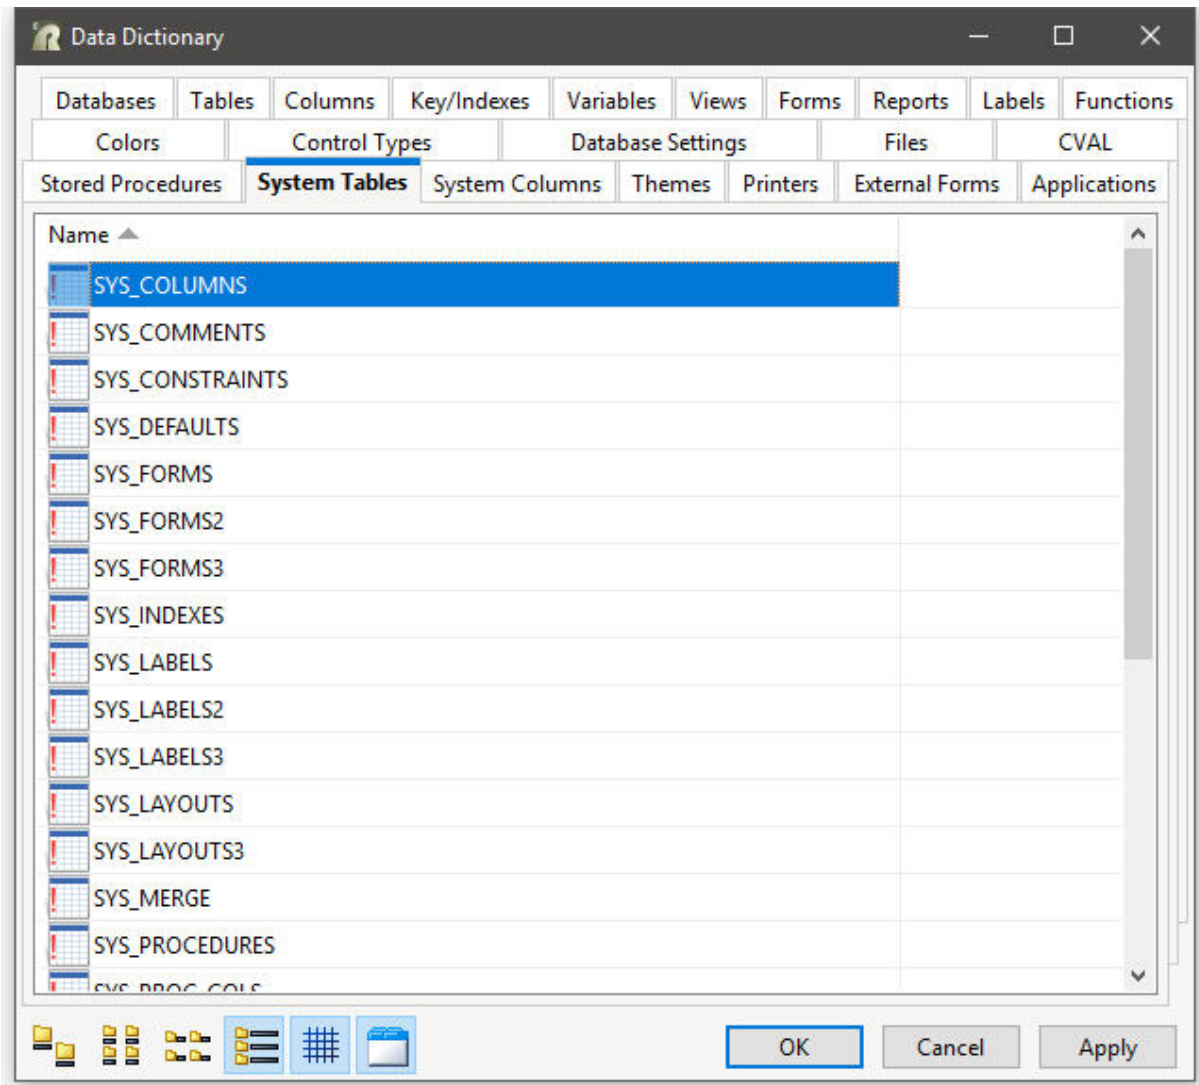 Data Dictionary
Databases Tables Columns Key/Indexes Variables Views Forms Reports Labels Functions
Colors Control Types Database Settings Files CVAL
Stored Procedures System Tables System Columns Themes Printers External Forms Applications
Name
SYS_COLUMNS
SYS_COMMENTS
SYS_CONSTRAINTS
SYS_DEFAULTS
SYS_FORMS
SYS_FORMS2
SYS_FORMS3
SYS_INDEXES
SYS_LABELS
SYS_LABELS2
SYS_LABELS3
SYS_LAYOUTS
SYS_LAYOUTS3
SYS_MERGE
SYS_PROCEDURES
SYS_PROC_COLS
OK Cancel Apply